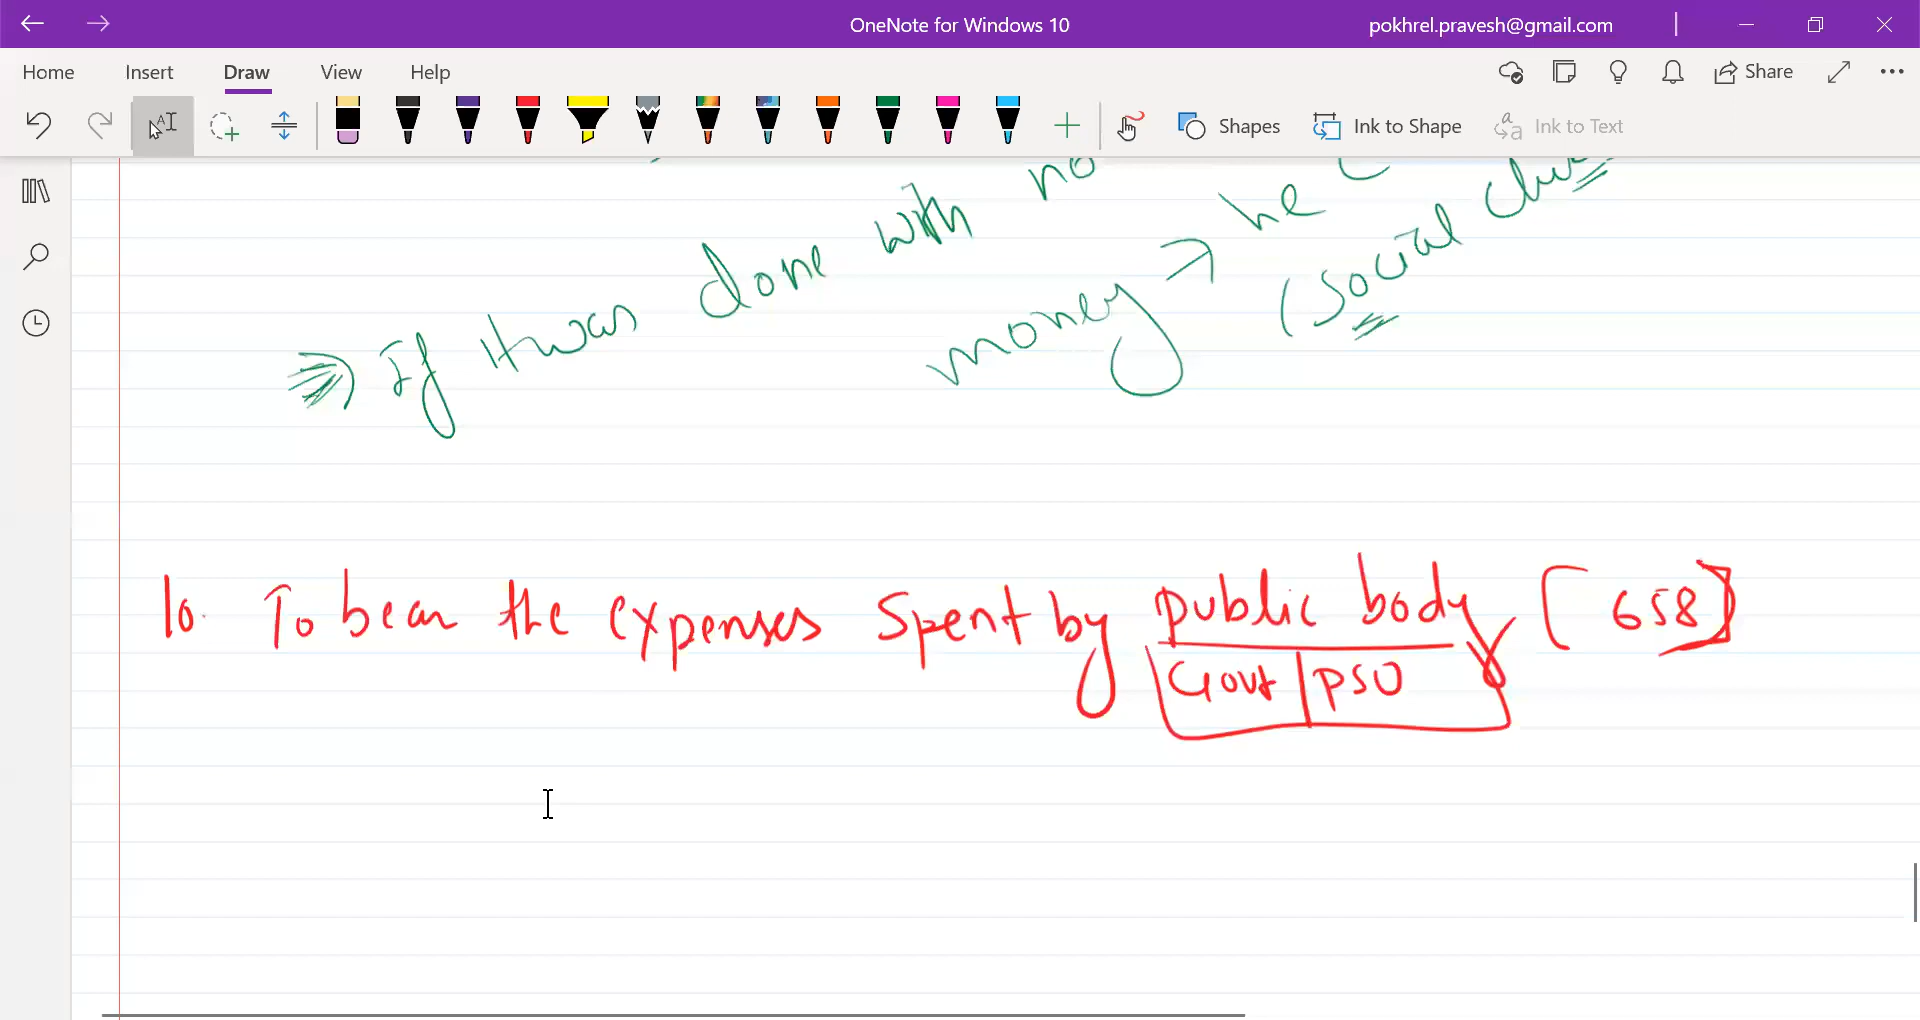 OneNote for Windows 10
pokhrel.pravesh@gmail.com
Home Insert Draw View Help
Share
Shapes Ink to Shape Ink to Text
⇒ If it was done with no
money → he
(social
10. To bear the expenses spent by public body [658]
Govt | PSU